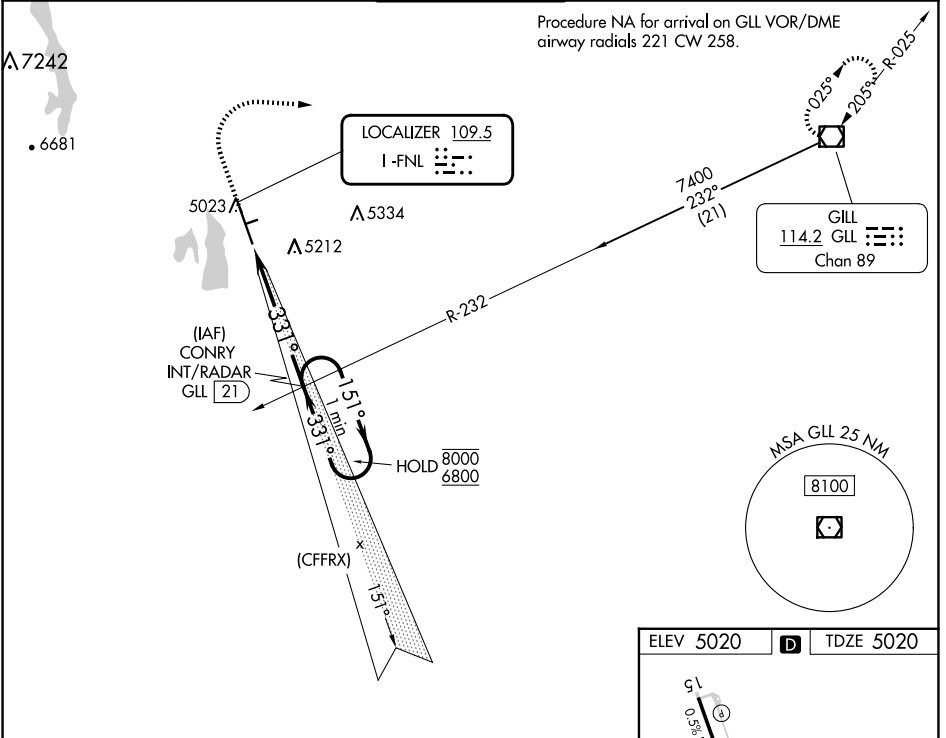 Procedure NA for arrival on GLL VOR/DME
airway radials 221 CW 258.
7242
6681
R-025
025°
205°
LOCALIZER 109.5
I-FNL
5023
5334
5212
7400
232°
(21)
GILL
114.2 GLL
Chan 89
R-232
331°
(IAF)
CONRY
INT/RADAR
GLL 21
151°
1 min
331°
HOLD 8000
6800
MSA GLL 25 NM
8100
(CFFRX)
x
151°
ELEV 5020 D TDZE 5020
15
P
0.5%